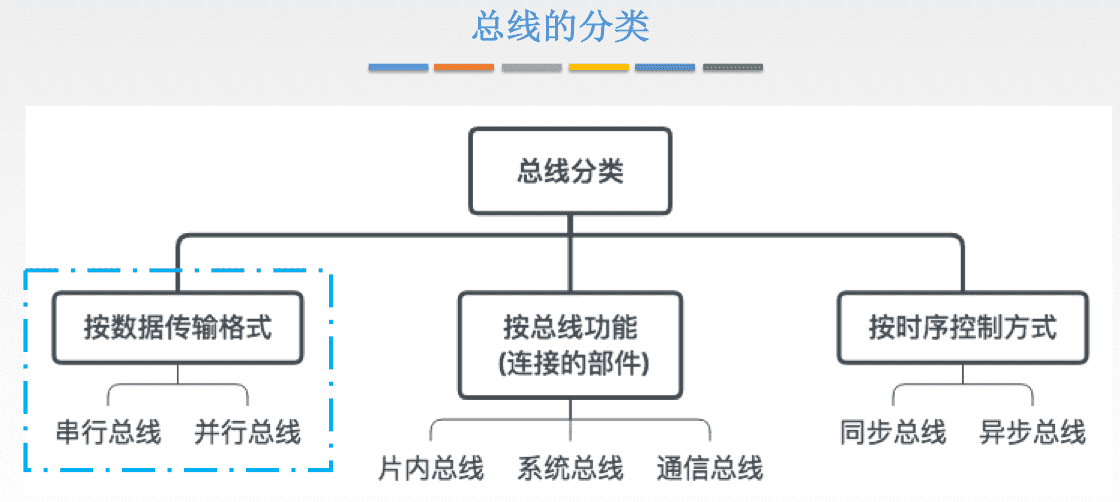 总线的分类
总线分类
按数据传输格式
串行总线
并行总线
按总线功能
(连接的部件)
片内总线
系统总线
通信总线
按时序控制方式
同步总线
异步总线